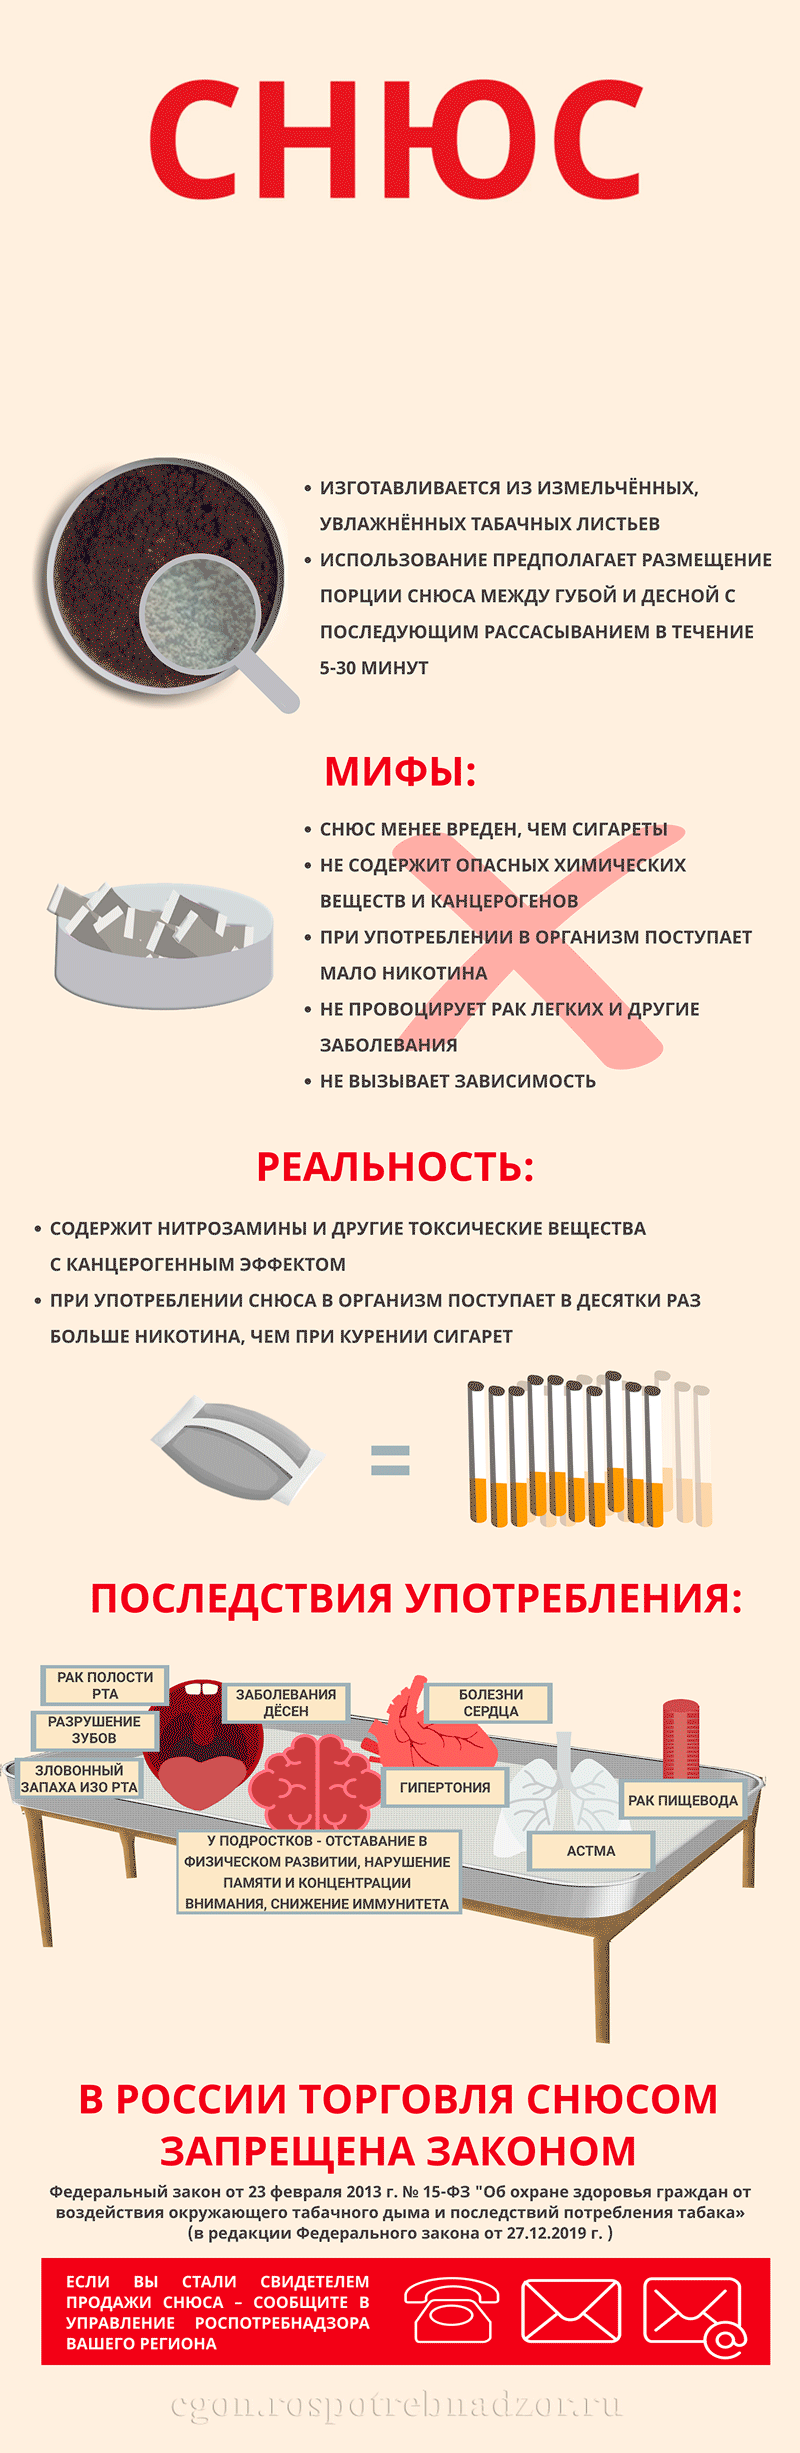 СНЮС
• ИЗГОТАВЛИВАЕТСЯ ИЗ ИЗМЕЛЬЧЁННЫХ,
УВЛАЖНЁННЫХ ТАБАЧНЫХ ЛИСТЬЕВ
• ИСПОЛЬЗОВАНИЕ ПРЕДПОЛАГАЕТ РАЗМЕЩЕНИЕ
ПОРЦИИ СНЮСА МЕЖДУ ГУБОЙ И ДЕСНОЙ С
ПОСЛЕДУЮЩИМ РАССАСЫВАНИЕМ В ТЕЧЕНИЕ
5-30 МИНУТ
МИФЫ:
• СНЮС МЕНЕЕ ВРЕДЕН, ЧЕМ СИГАРЕТЫ
• НЕ СОДЕРЖИТ ОПАСНЫХ ХИМИЧЕСКИХ
ВЕЩЕСТВ И КАНЦЕРОГЕНОВ
• ПРИ УПОТРЕБЛЕНИИ В ОРГАНИЗМ ПОСТУПАЕТ
МАЛО НИКОТИНА
• НЕ ПРОВОЦИРУЕТ РАК ЛЕГКИХ И ДРУГИЕ
ЗАБОЛЕВАНИЯ
• НЕ ВЫЗЫВАЕТ ЗАВИСИМОСТЬ
РЕАЛЬНОСТЬ:
• СОДЕРЖИТ НИТРОЗАМИНЫ И ДРУГИЕ ТОКСИЧЕСКИЕ ВЕЩЕСТВА
С КАНЦЕРОГЕННЫМ ЭФФЕКТОМ
• ПРИ УПОТРЕБЛЕНИИ СНЮСА В ОРГАНИЗМ ПОСТУПАЕТ В ДЕСЯТКИ РАЗ
БОЛЬШЕ НИКОТИНА, ЧЕМ ПРИ КУРЕНИИ СИГАРЕТ
=
ПОСЛЕДСТВИЯ УПОТРЕБЛЕНИЯ:
РАК ПОЛОСТИ
РТА
РАЗРУШЕНИЕ
ЗУБОВ
ЗЛОВОННЫЙ
ЗАПАХА ИЗО РТА
ЗАБОЛЕВАНИЯ
ДЁСЕН
БОЛЕЗНИ
СЕРДЦА
ГИПЕРТОНИЯ
РАК ПИЩЕВОДА
АСТМА
У ПОДРОСТКОВ - ОТСТАВАНИЕ В
ФИЗИЧЕСКОМ РАЗВИТИИ, НАРУШЕНИЕ
ПАМЯТИ И КОНЦЕНТРАЦИИ
ВНИМАНИЯ, СНИЖЕНИЕ ИММУНИТЕТА
В РОССИИ ТОРГОВЛЯ СНЮСОМ
ЗАПРЕЩЕНА ЗАКОНОМ
Федеральный закон от 23 февраля 2013 г. № 15-ФЗ "Об охране здоровья граждан от
воздействия окружающего табачного дыма и последствий потребления табака»
(в редакции Федерального закона от 27.12.2019 г. )
ЕСЛИ ВЫ СТАЛИ СВИДЕТЕЛЕМ
ПРОДАЖИ СНЮСА – СООБЩИТЕ В
УПРАВЛЕНИЕ РОСПОТРЕБНАДЗОРА
ВАШЕГО РЕГИОНА
@
cgon.rospotrebnadzor.ru